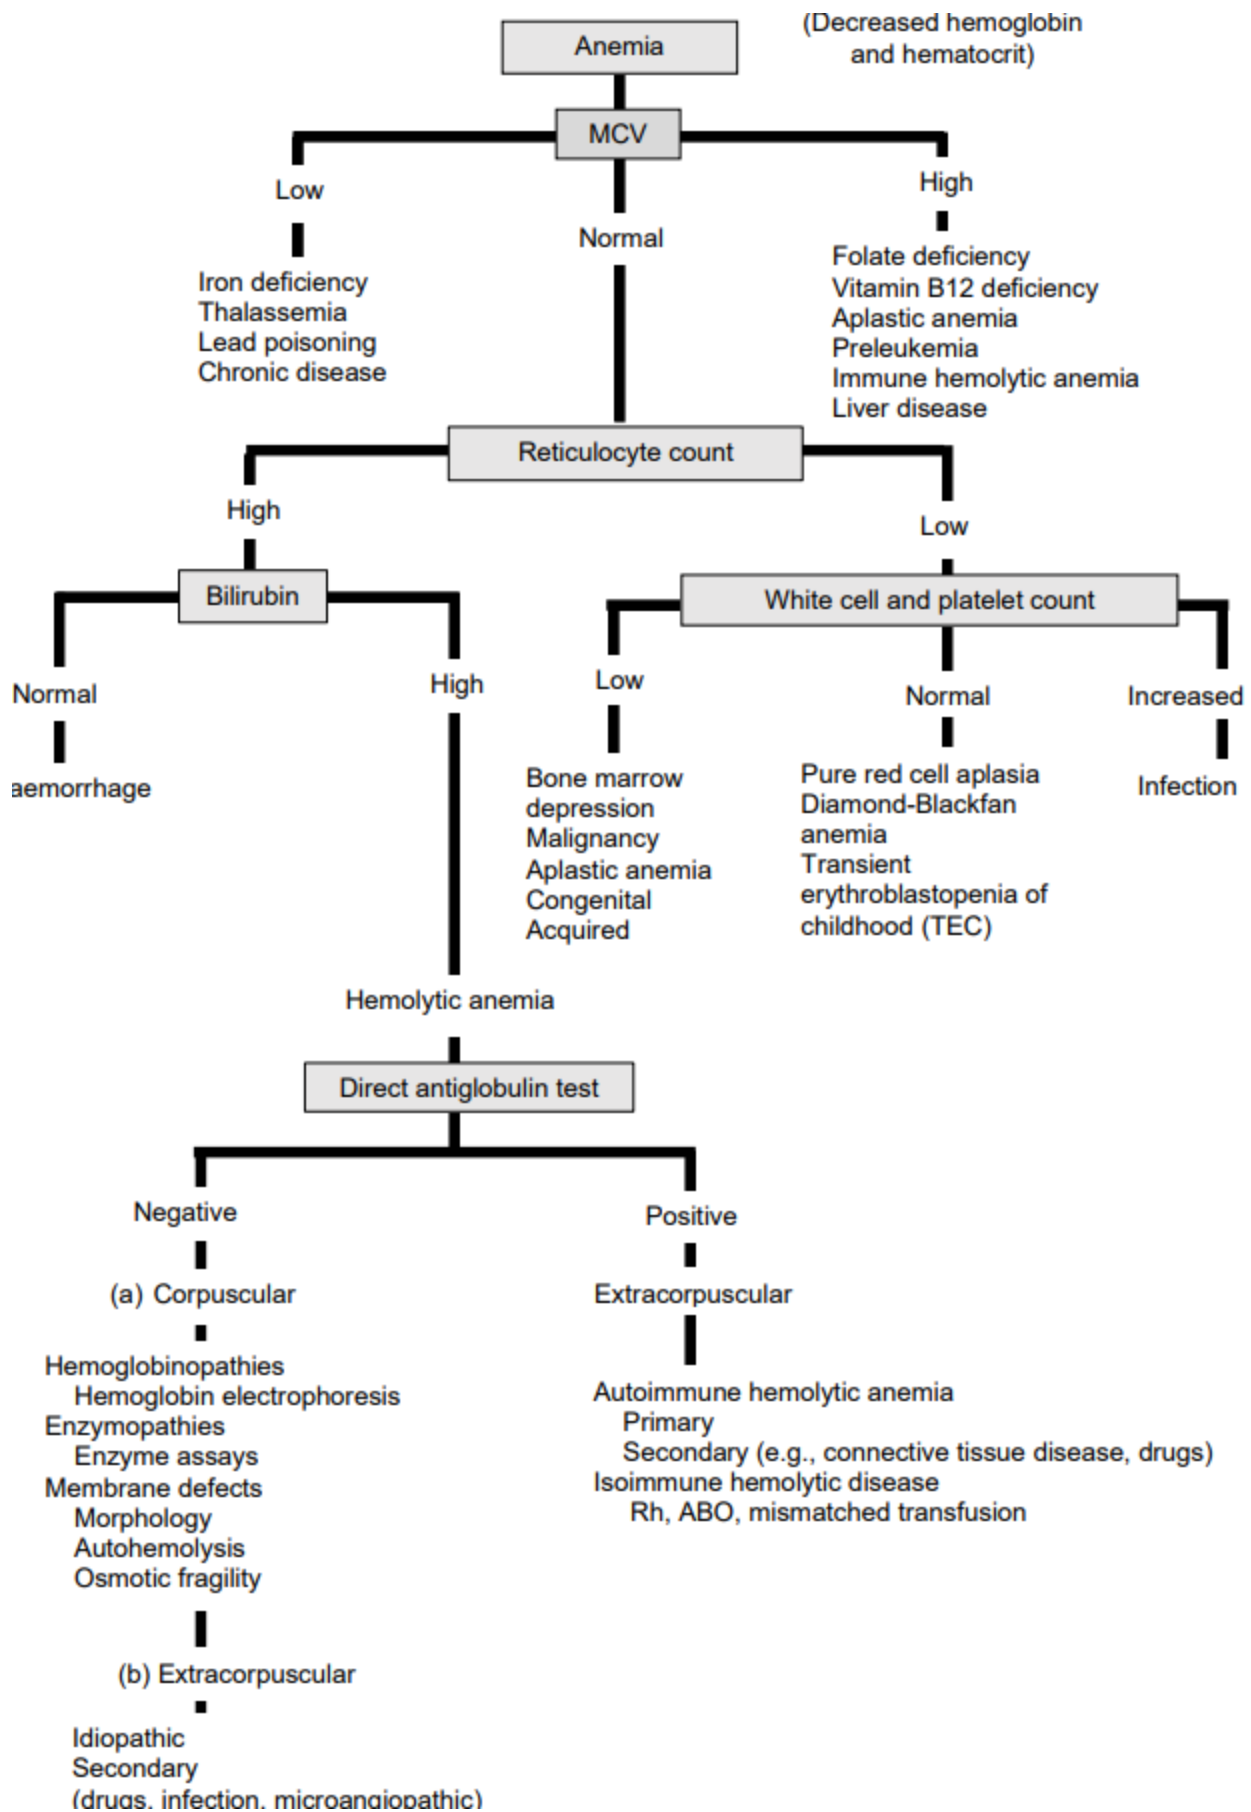 (Decreased hemoglobin
and hematocrit)
Anemia
MCV
Low
Normal
High
Iron deficiency
Thalassemia
Lead poisoning
Chronic disease
Folate deficiency
Vitamin B12 deficiency
Aplastic anemia
Preleukemia
Immune hemolytic anemia
Liver disease
Reticulocyte count
High
Low
Bilirubin
White cell and platelet count
Normal
High
Low
Normal
Increased
aemorrhage
Bone marrow
depression
Malignancy
Aplastic anemia
Congenital
Acquired
Pure red cell aplasia
Diamond-Blackfan
anemia
Transient
erythroblastopenia of
childhood (TEC)
Infection
Hemolytic anemia
Direct antiglobulin test
Negative
Positive
(a) Corpuscular
Extracorpuscular
Hemoglobinopathies
Hemoglobin electrophoresis
Enzymopathies
Enzyme assays
Membrane defects
Morphology
Autohemolysis
Osmotic fragility
Autoimmune hemolytic anemia
Primary
Secondary (e.g., connective tissue disease, drugs)
Isoimmune hemolytic disease
Rh, ABO, mismatched transfusion
(b) Extracorpuscular
Idiopathic
Secondary
(drugs, infection, microangiopathic)